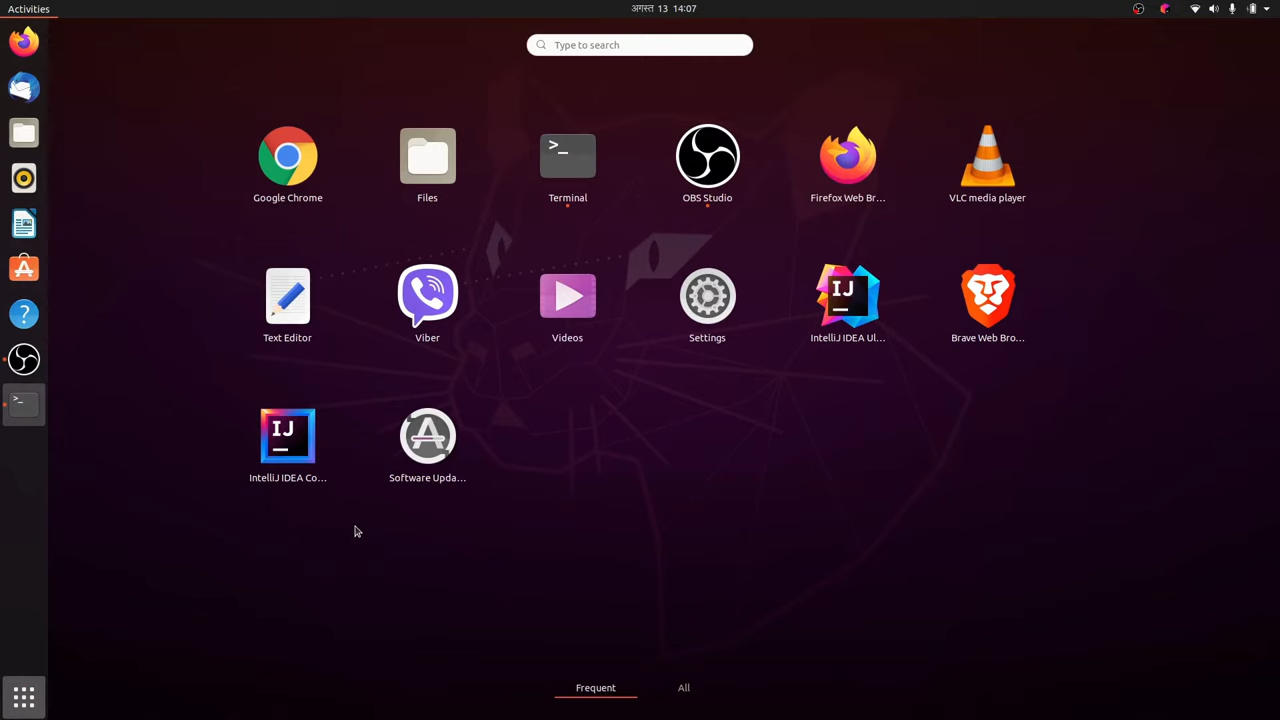 Activities
अगस्त 13 14:07
Type to search
Google Chrome
Files
>_
Terminal
OBS Studio
Firefox Web Br...
VLC media player
Text Editor
Viber
Videos
Settings
IJ
IntelliJ IDEA Ul...
Brave Web Bro...
IJ
IntelliJ IDEA Co...
A
Software Upda...
?
>_
Frequent
All